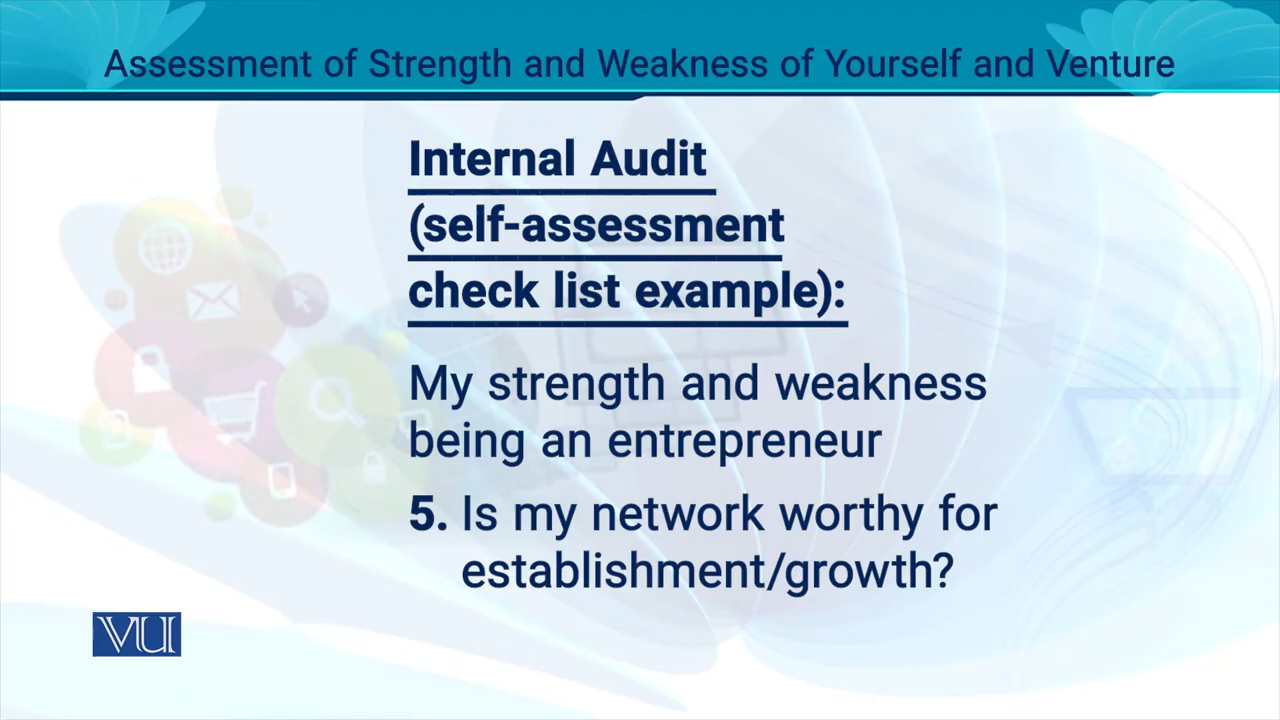 Assessment of Strength and Weakness of Yourself and Venture
Internal Audit
(self-assessment
check list example):
My strength and weakness
being an entrepreneur
5. Is my network worthy for
establishment/growth?
VU